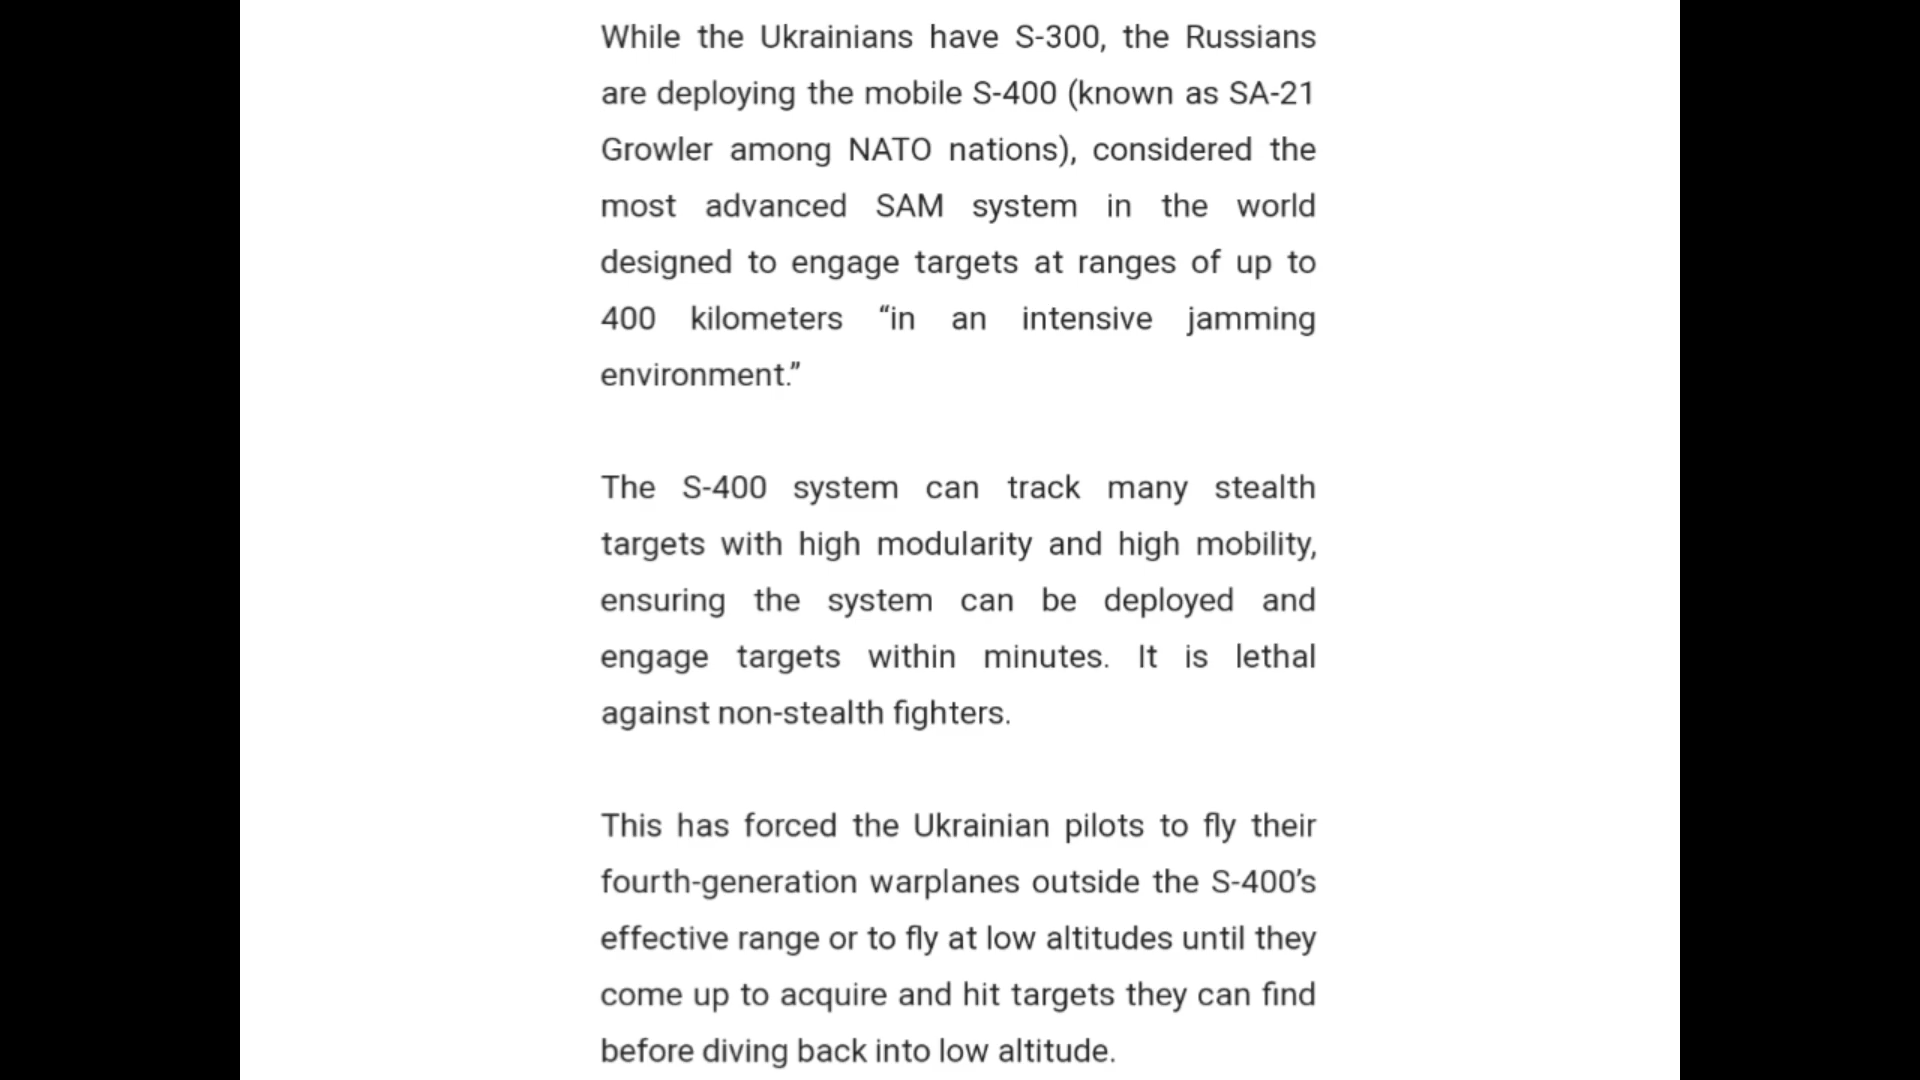 While the Ukrainians have S-300, the Russians
are deploying the mobile S-400 (known as SA-21
Growler among NATO nations), considered the
most advanced SAM system in the world
designed to engage targets at ranges of up to
400 kilometers “in an intensive jamming
environment.”
The S-400 system can track many stealth
targets with high modularity and high mobility,
ensuring the system can be deployed and
engage targets within minutes. It is lethal
against non-stealth fighters.
This has forced the Ukrainian pilots to fly their
fourth-generation warplanes outside the S-400’s
effective range or to fly at low altitudes until they
come up to acquire and hit targets they can find
before diving back into low altitude.